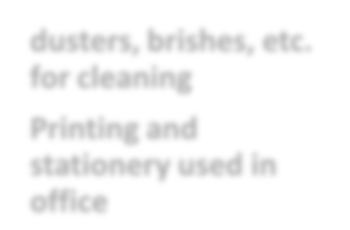 dusters, brishes, etc.
for cleaning
Printing and
stationery used in
office